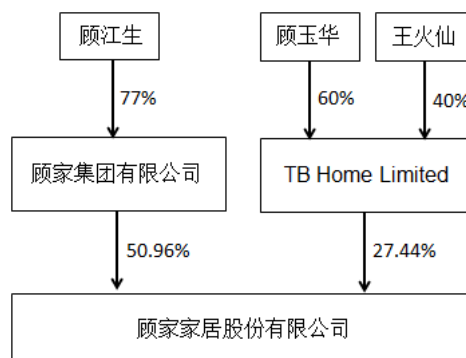 顾江生
顾玉华
王火仙
77%
60%
40%
顾家集团有限公司
TB Home Limited
50.96%
27.44%
顾家家居股份有限公司